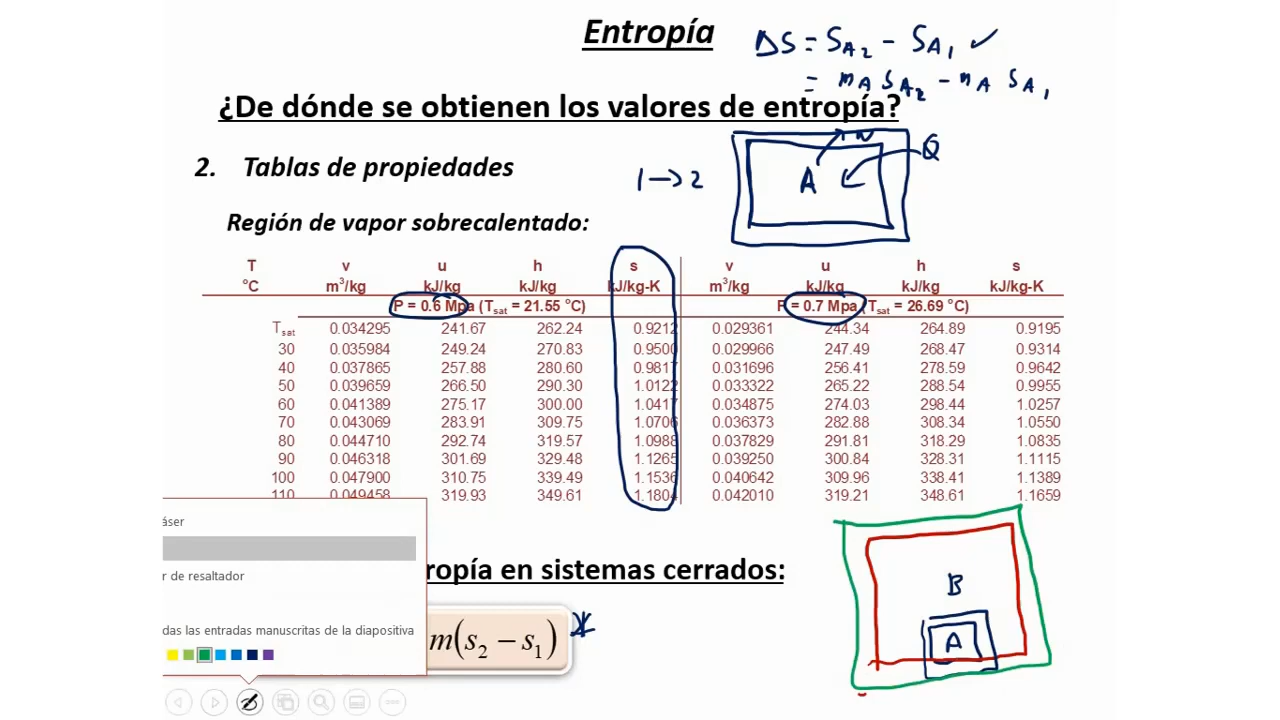 Entropía
ΔS = S_A2 - S_A1 ✓
= m_A s_A2 - m_A s_A1
¿De dónde se obtienen los valores de entropía?
2. Tablas de propiedades
1 → 2
A
W
Q
Región de vapor sobrecalentado:
T v u h s v u h s
°C m³/kg kJ/kg kJ/kg kJ/kg-K m³/kg kJ/kg kJ/kg kJ/kg-K
P = 0.6 Mpa (Tsat = 21.55 °C) P = 0.7 Mpa (Tsat = 26.69 °C)
Tsat 0.034295 241.67 262.24 0.9212 0.029361 244.34 264.89 0.9195
30 0.035984 249.24 270.83 0.9500 0.029966 247.49 268.47 0.9314
40 0.037865 257.88 280.60 0.9817 0.031696 256.41 278.59 0.9642
50 0.039659 266.50 290.30 1.0122 0.033322 265.22 288.54 0.9955
60 0.041389 275.17 300.00 1.0417 0.034875 274.03 298.44 1.0257
70 0.043069 283.91 309.75 1.0706 0.036373 282.88 308.34 1.0550
80 0.044710 292.74 319.57 1.0988 0.037829 291.81 318.29 1.0835
90 0.046318 301.69 329.48 1.1265 0.039250 300.84 328.31 1.1115
100 0.047900 310.75 339.49 1.1536 0.040642 309.96 338.41 1.1389
110 0.049458 319.93 349.61 1.1804 0.042010 319.21 348.61 1.1659
áser
r de resaltador
das las entradas manuscritas de la diapositiva
ropía en sistemas cerrados:
m(s₂ − s₁) *
B
A